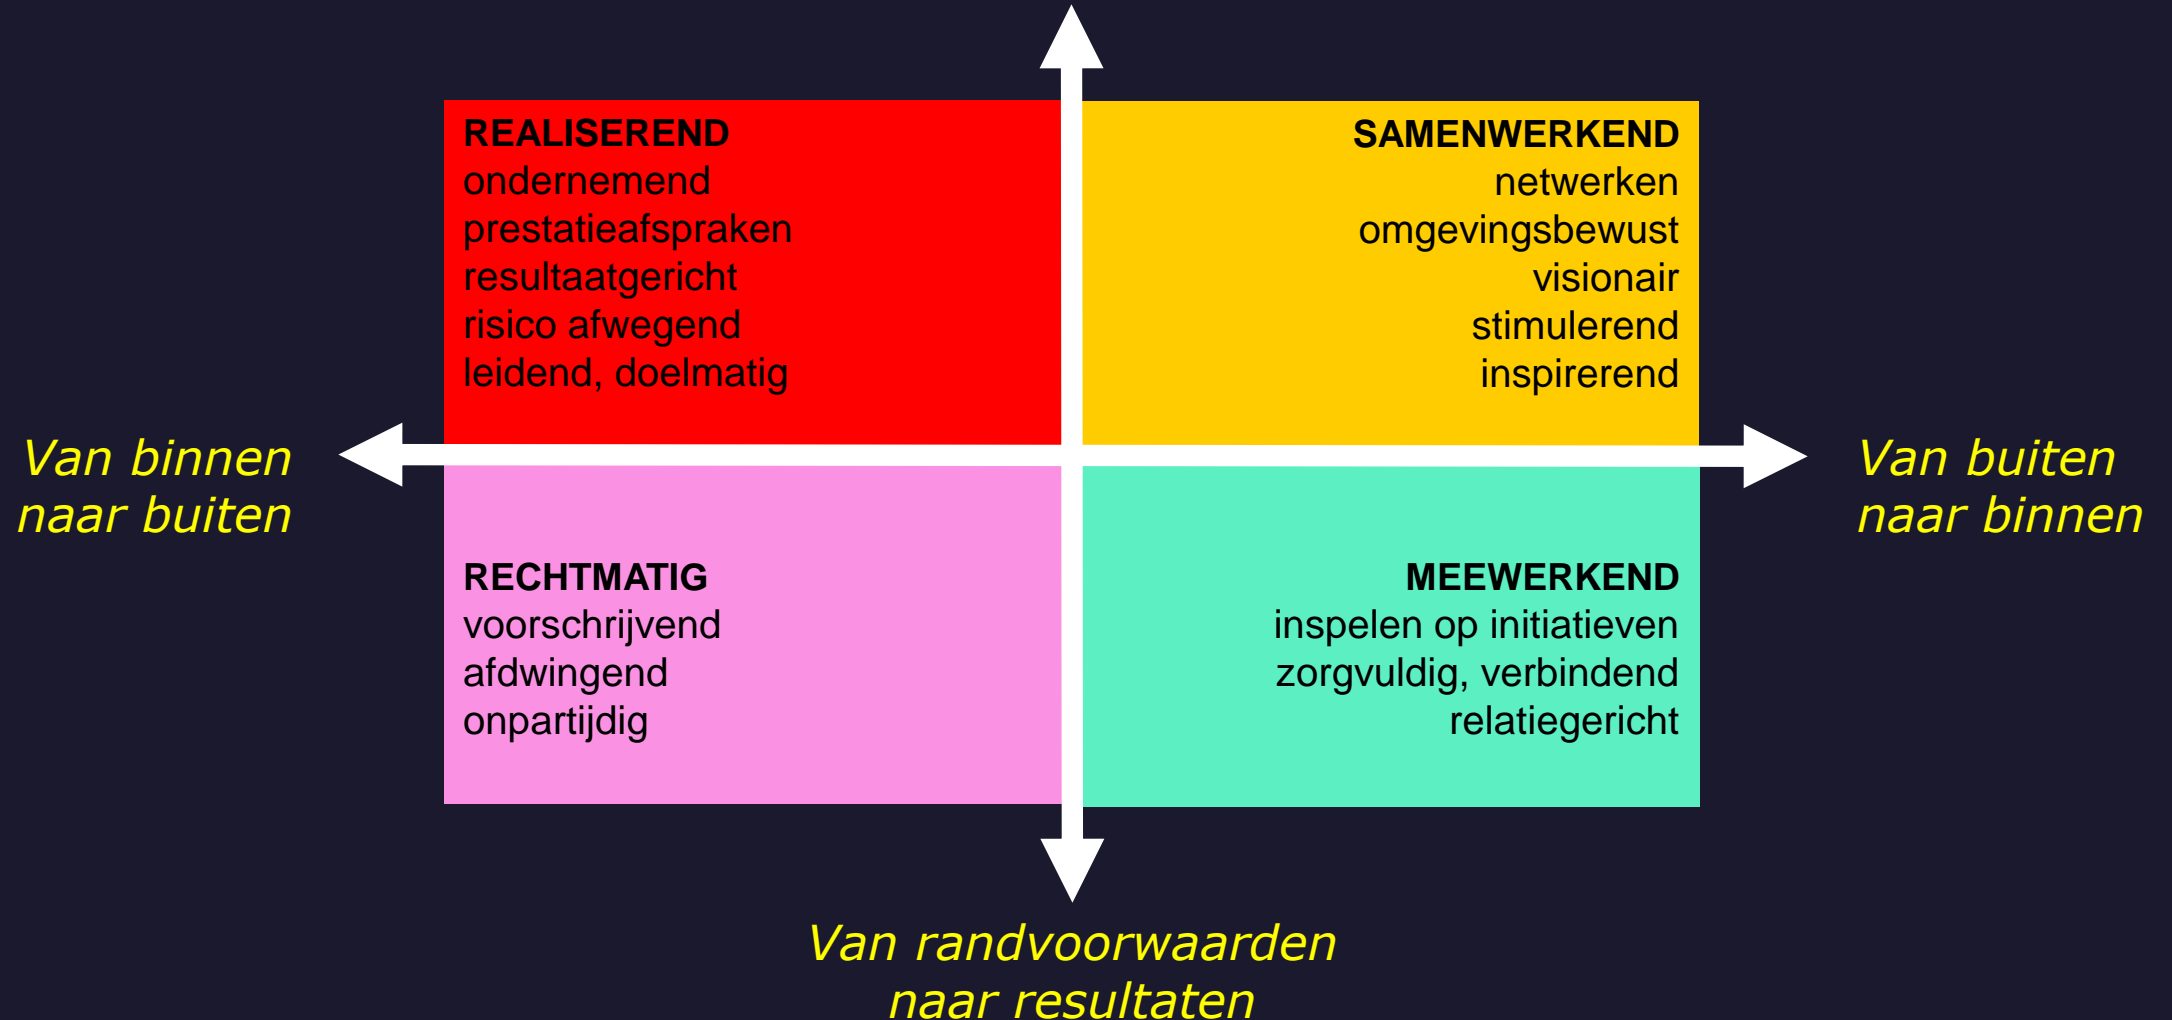 REALISEREND
ondernemend
prestatieafspraken
resultaatgericht
risico afwegend
leidend, doelmatig
SAMENWERKEND
netwerken
omgevingsbewust
visionair
stimulerend
inspirerend
Van binnen
naar buiten
Van buiten
naar binnen
RECHTMATIG
voorschrijvend
afdwingend
onpartijdig
MEEWERKEND
inspelen op initiatieven
zorgvuldig, verbindend
relatiegericht
Van randvoorwaarden
naar resultaten